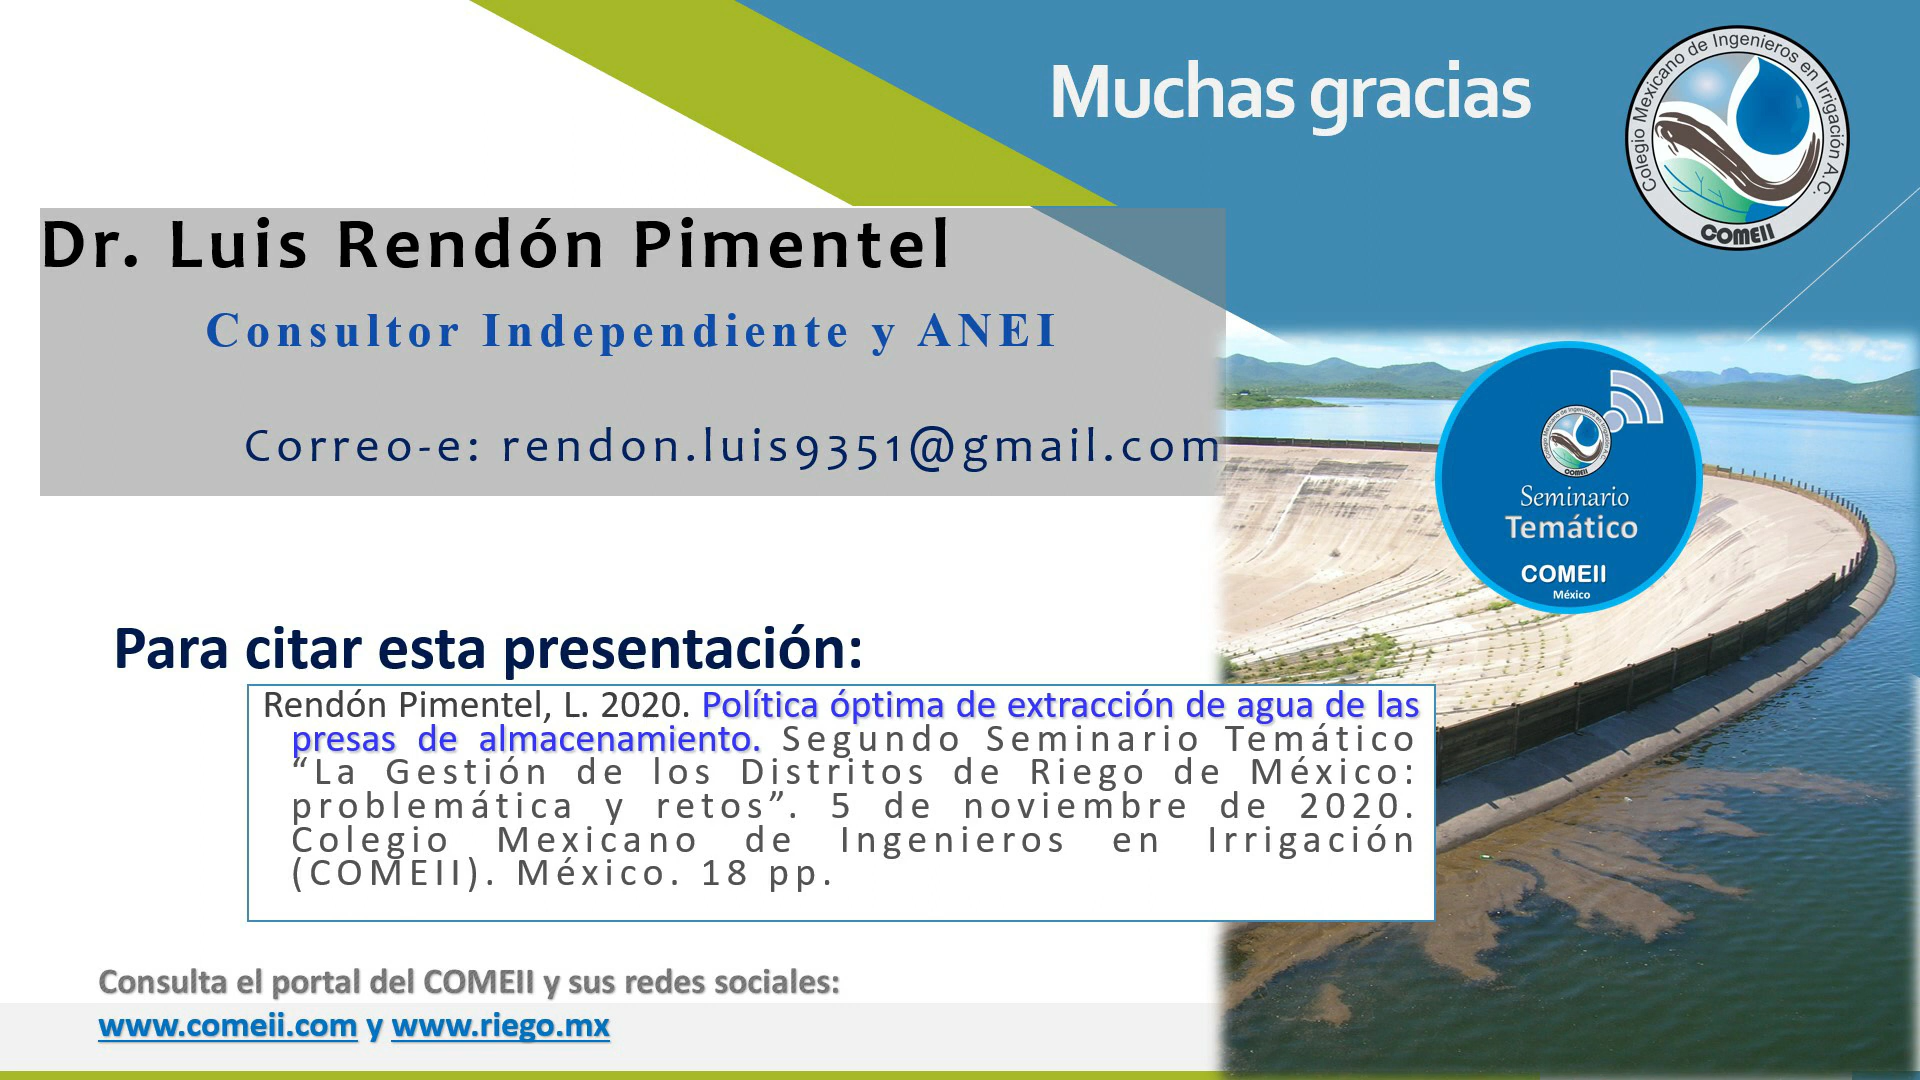 Muchas gracias
Colegio Mexicano de Ingenieros en Irrigación A.C.
COMEII
Dr. Luis Rendón Pimentel
Consultor Independiente y ANEI
Correo-e: rendon.luis9351@gmail.com
COMEII
Seminario
Temático
COMEII
México
Para citar esta presentación:
Rendón Pimentel, L. 2020. Política óptima de extracción de agua de las
presas de almacenamiento. Segundo Seminario Temático
“La Gestión de los Distritos de Riego de México:
problemática y retos”. 5 de noviembre de 2020.
Colegio Mexicano de Ingenieros en Irrigación
(COMEII). México. 18 pp.
Consulta el portal del COMEII y sus redes sociales:
www.comeii.com y www.riego.mx